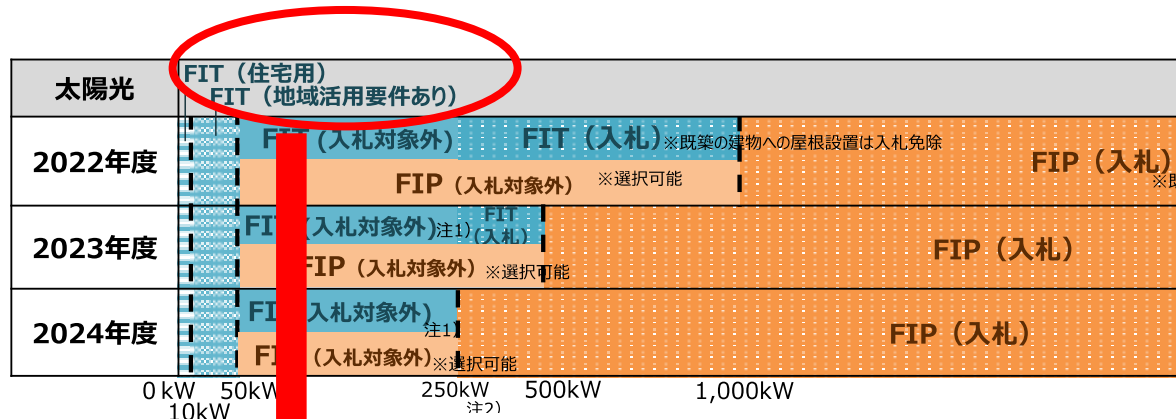 太陽光
FIT（住宅用）
FIT（地域活用要件あり）
2022年度
FIT（入札対象外）
FIT（入札）※既築の建物への屋根設置は入札免除
FIP（入札対象外） ※選択可能
FIP（入札）
※既
2023年度
FIT（入札対象外)注1）
FIT
（入札）
FIP（入札対象外）※選択可能
FIP（入札）
2024年度
FI 入札対象外)
注1）
F （入札対象外)※選択可能
FIP（入札）
0 kW
10kW
50kW
250kW
注2）
500kW
1,000kW